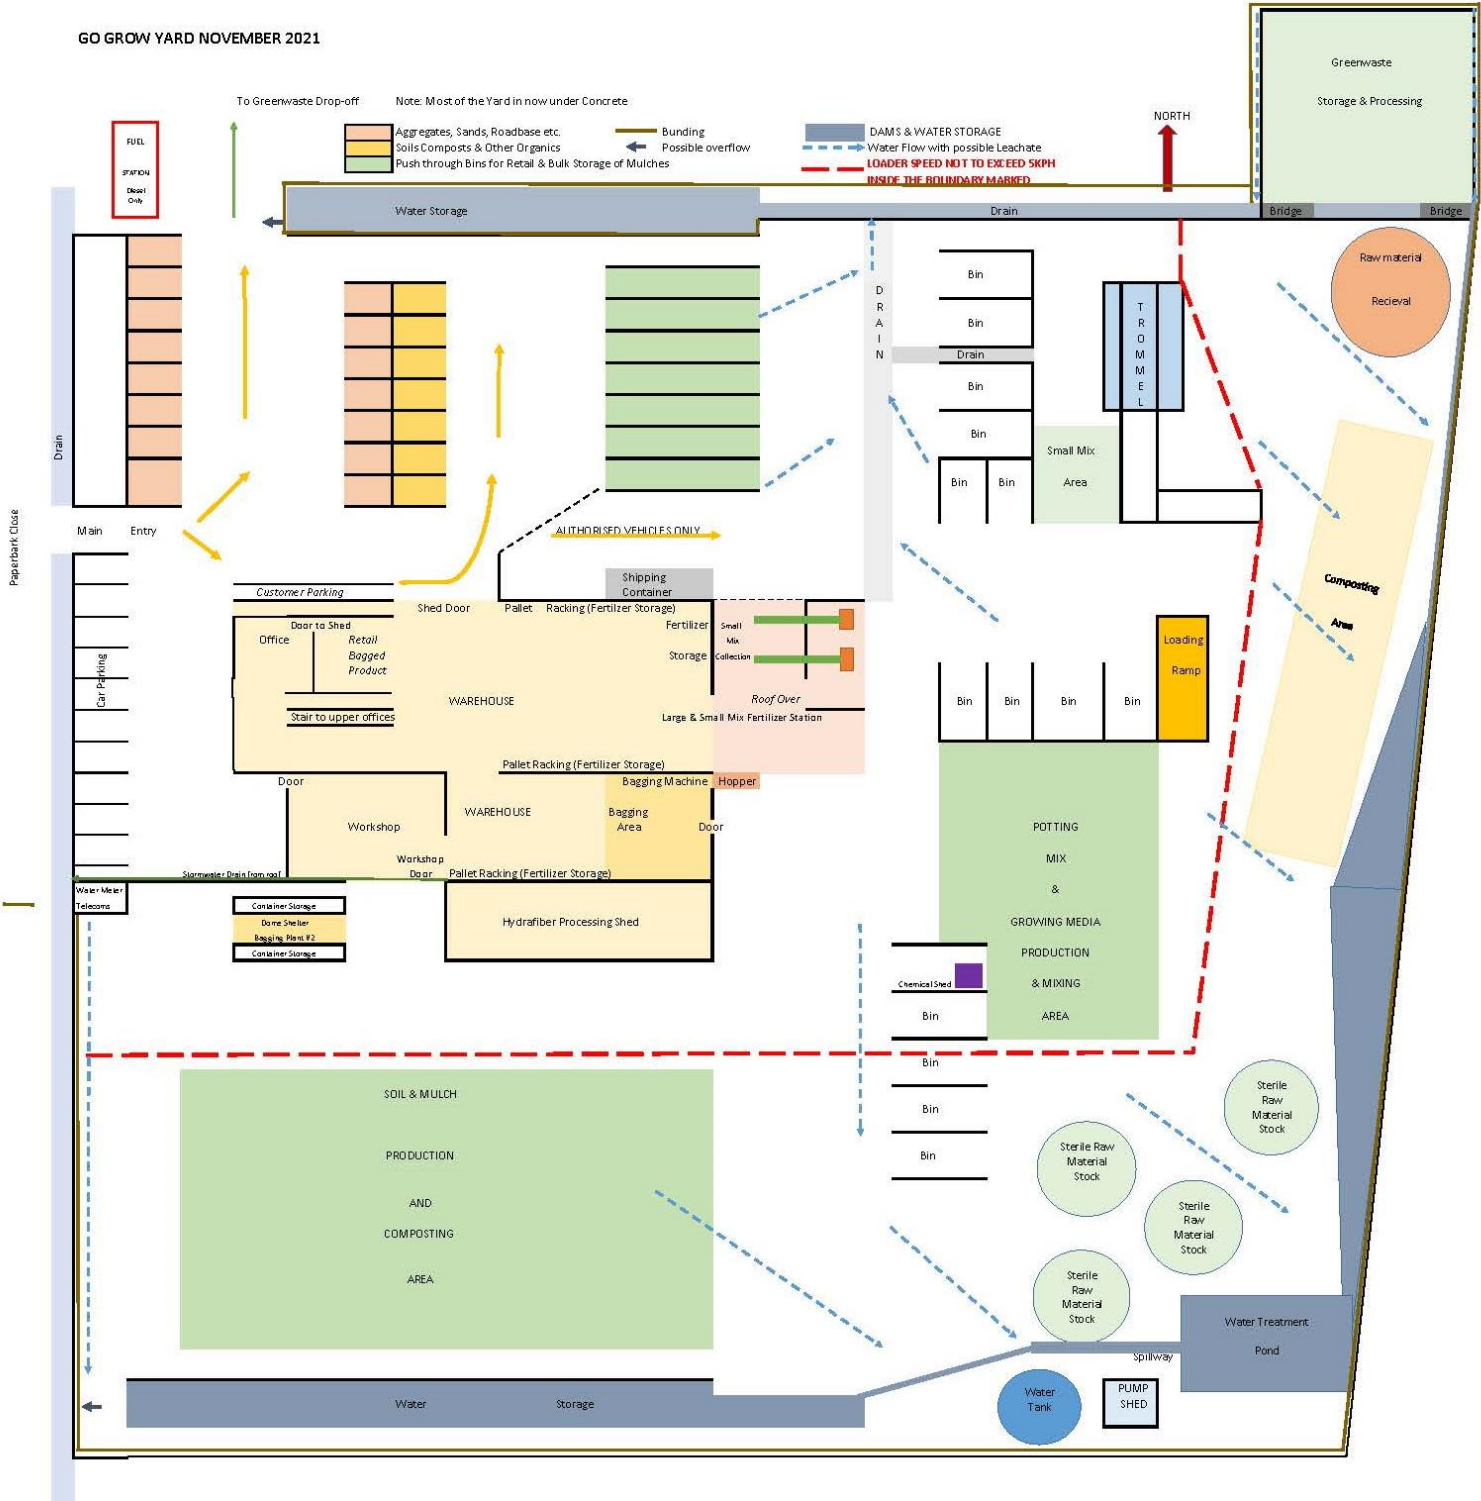 GO GROW YARD NOVEMBER 2021
Greenwaste
Storage & Processing
To Greenwaste Drop-off
Note: Most of the Yard in now under Concrete
NORTH
FUEL
STATION
Diesel
Only
Aggregates, Sands, Roadbase etc.
Soils Composts & Other Organics
Push through Bins for Retail & Bulk Storage of Mulches
Bunding
Possible overflow
DAMS & WATER STORAGE
Water Flow with possible Leachate
LOADER SPEED NOT TO EXCEED 5KPH
INSIDE THE BOUNDARY MARKED
Water Storage
Drain
Bridge
Bridge
Raw material
Recieval
Bin
Bin
Drain
Bin
Bin
Bin
Bin
DRAIN
TROMMEL
Small Mix
Area
Drain
Paperbark Close
Main Entry
AUTHORISED VEHICLES ONLY
Shipping
Container
Customer Parking
Shed Door
Pallet Racking (Fertilizer Storage)
Door to Shed
Office
Retail
Bagged
Product
Fertilizer
Storage
Small
Mix
Collection
Composting
Area
Loading
Ramp
Car Parking
WAREHOUSE
Roof Over
Stair to upper offices
Large & Small Mix Fertilizer Station
Bin
Bin
Bin
Bin
Pallet Racking (Fertilizer Storage)
Door
Bagging Machine
Hopper
WAREHOUSE
Bagging
Area
Door
Workshop
Workshop
Door
Pallet Racking (Fertilizer Storage)
Stormwater Drain from roof
Water Meter
Telecoms
Container Storage
Dome Shelter
Bagging Plant #2
Container Storage
Hydrafiber Processing Shed
POTTING
MIX
&
GROWING MEDIA
PRODUCTION
& MIXING
AREA
Chemical Shed
Bin
Bin
Bin
Bin
SOIL & MULCH
PRODUCTION
AND
COMPOSTING
AREA
Sterile
Raw
Material
Stock
Sterile Raw
Material
Stock
Sterile
Raw
Material
Stock
Sterile
Raw
Material
Stock
Water Treatment
Pond
Spillway
Water
Tank
PUMP
SHED
Water Storage